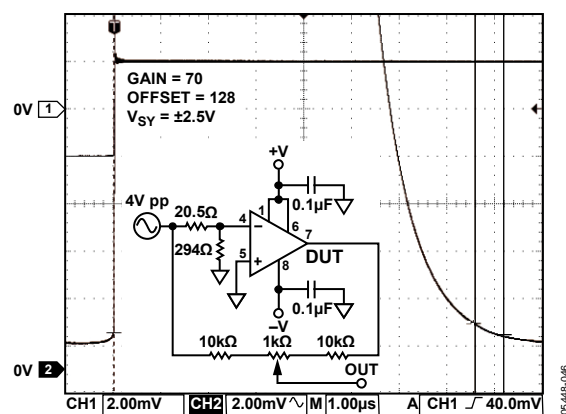 GAIN = 70
OFFSET = 128
VSY = ±2.5V
0V 1
+V
4V pp
20.5Ω
0.1µF
1
4
–
6
7
294Ω
5
+
8
DUT
0.1µF
–V
10kΩ
1kΩ
10kΩ
OUT
0V 2
CH1 2.00mV CH2 2.00mV M 1.00µs A CH1 40.0mV
05448-046